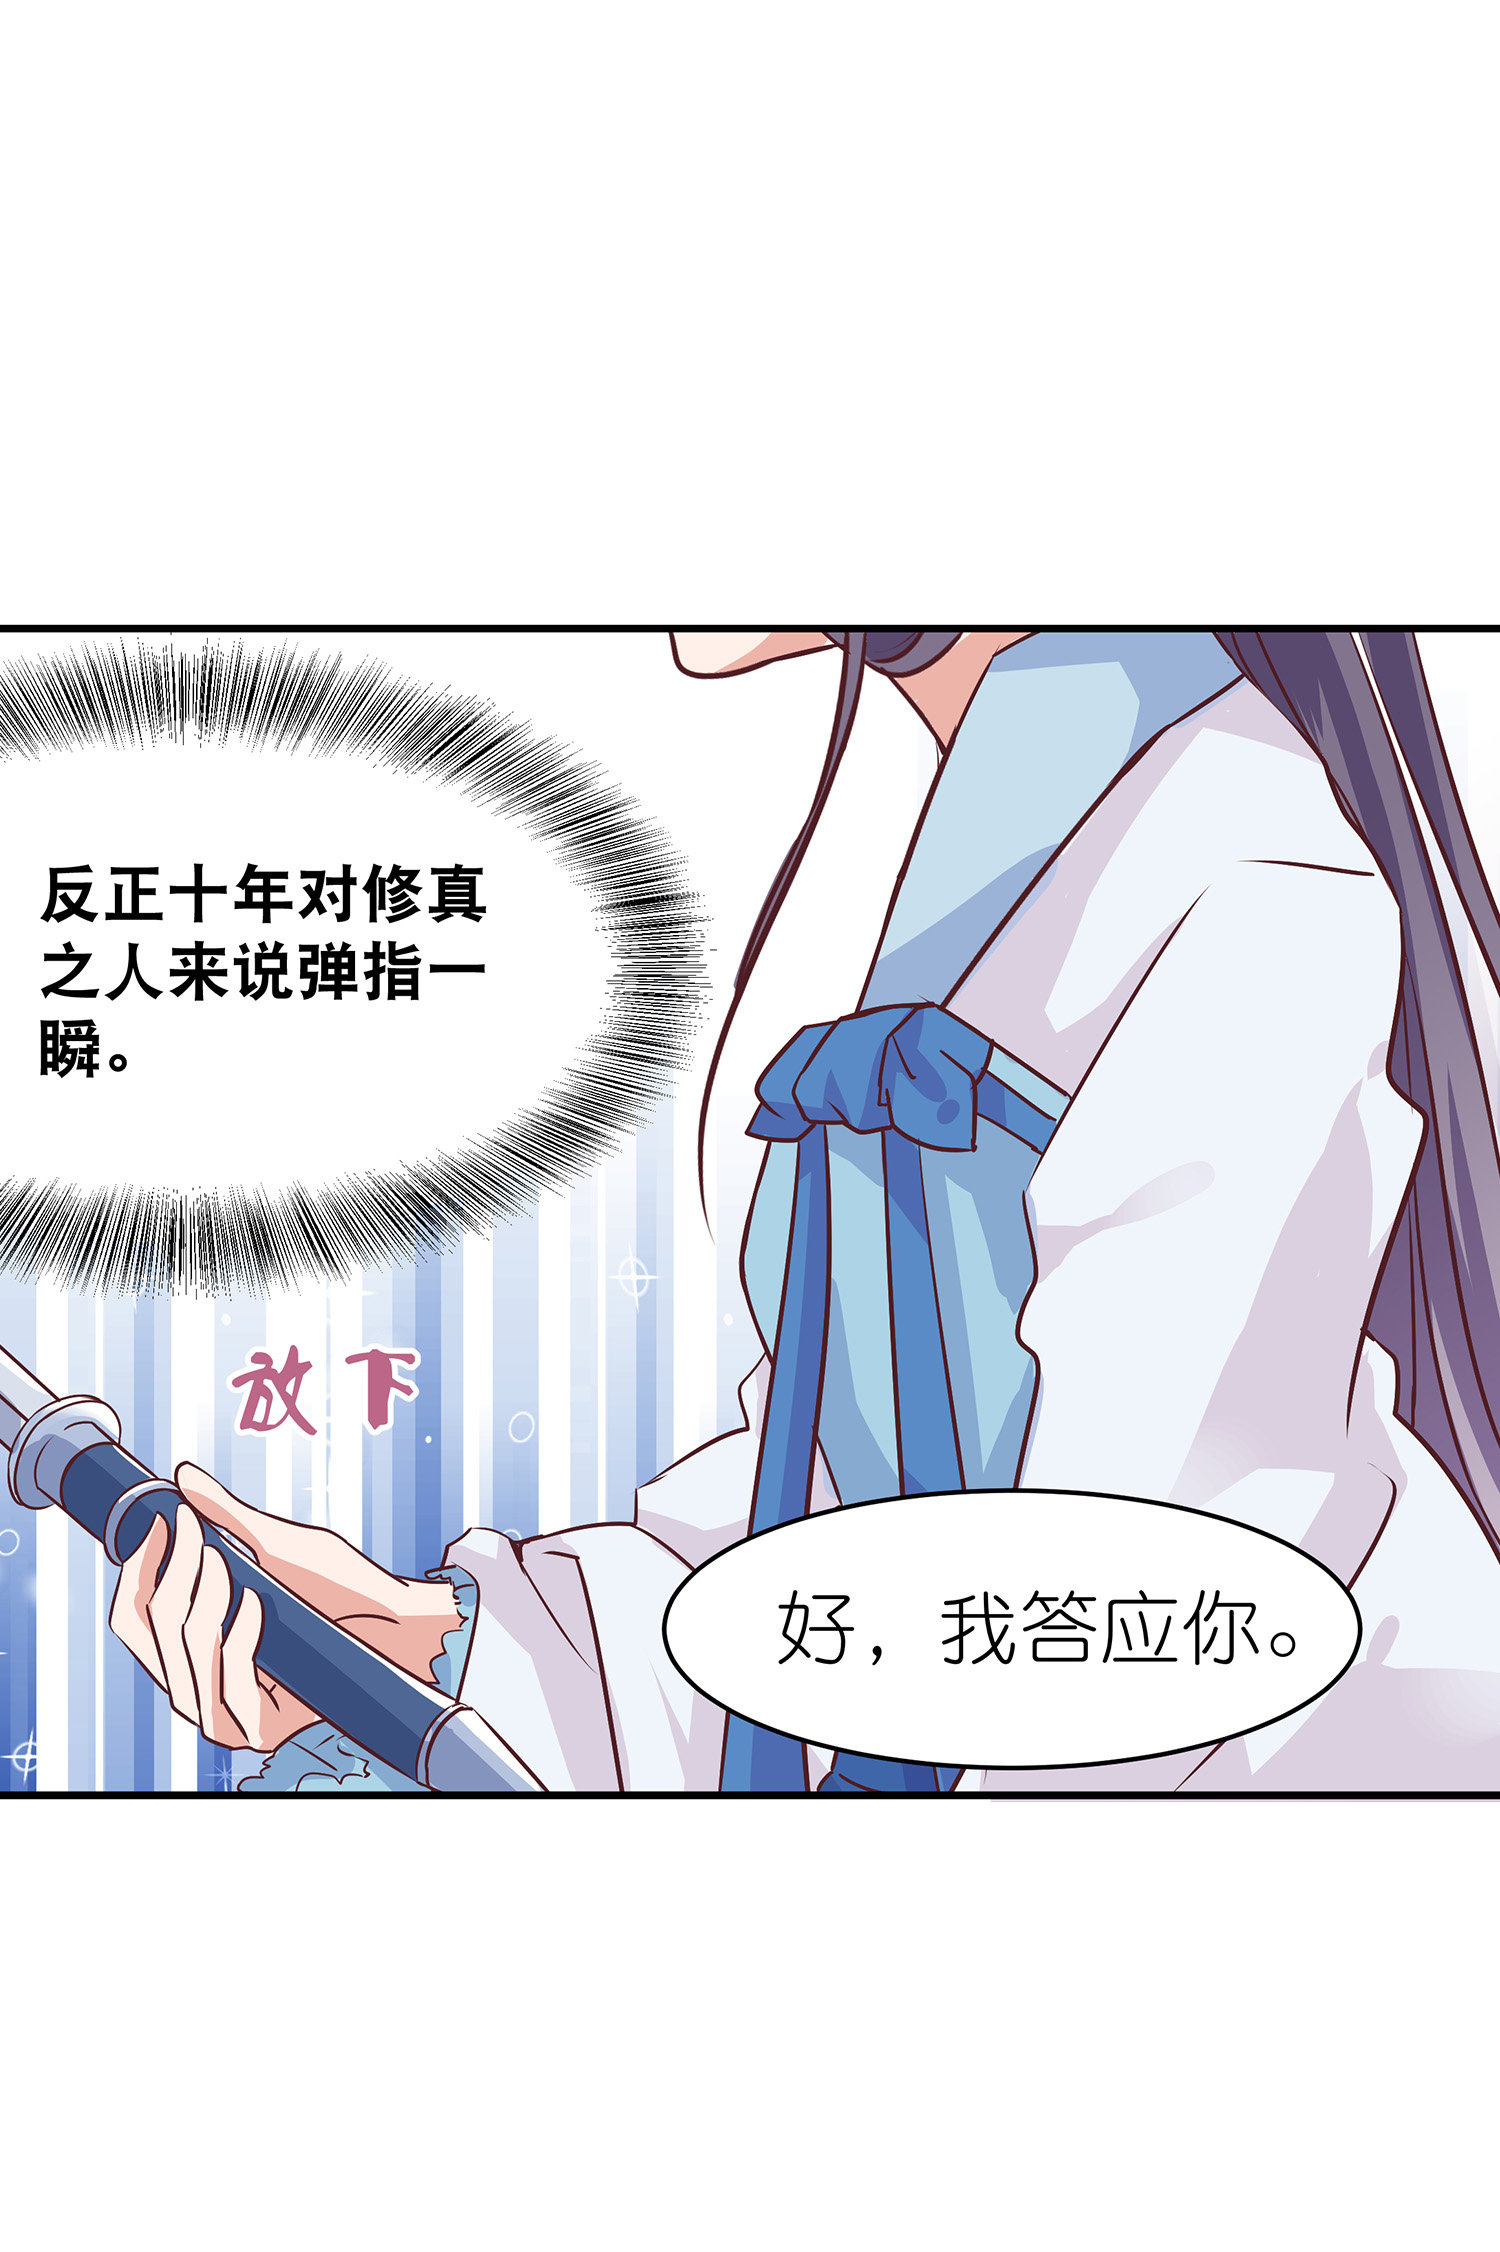 反正十年对修真
之人来说弹指一
瞬。
放下
好，我答应你。